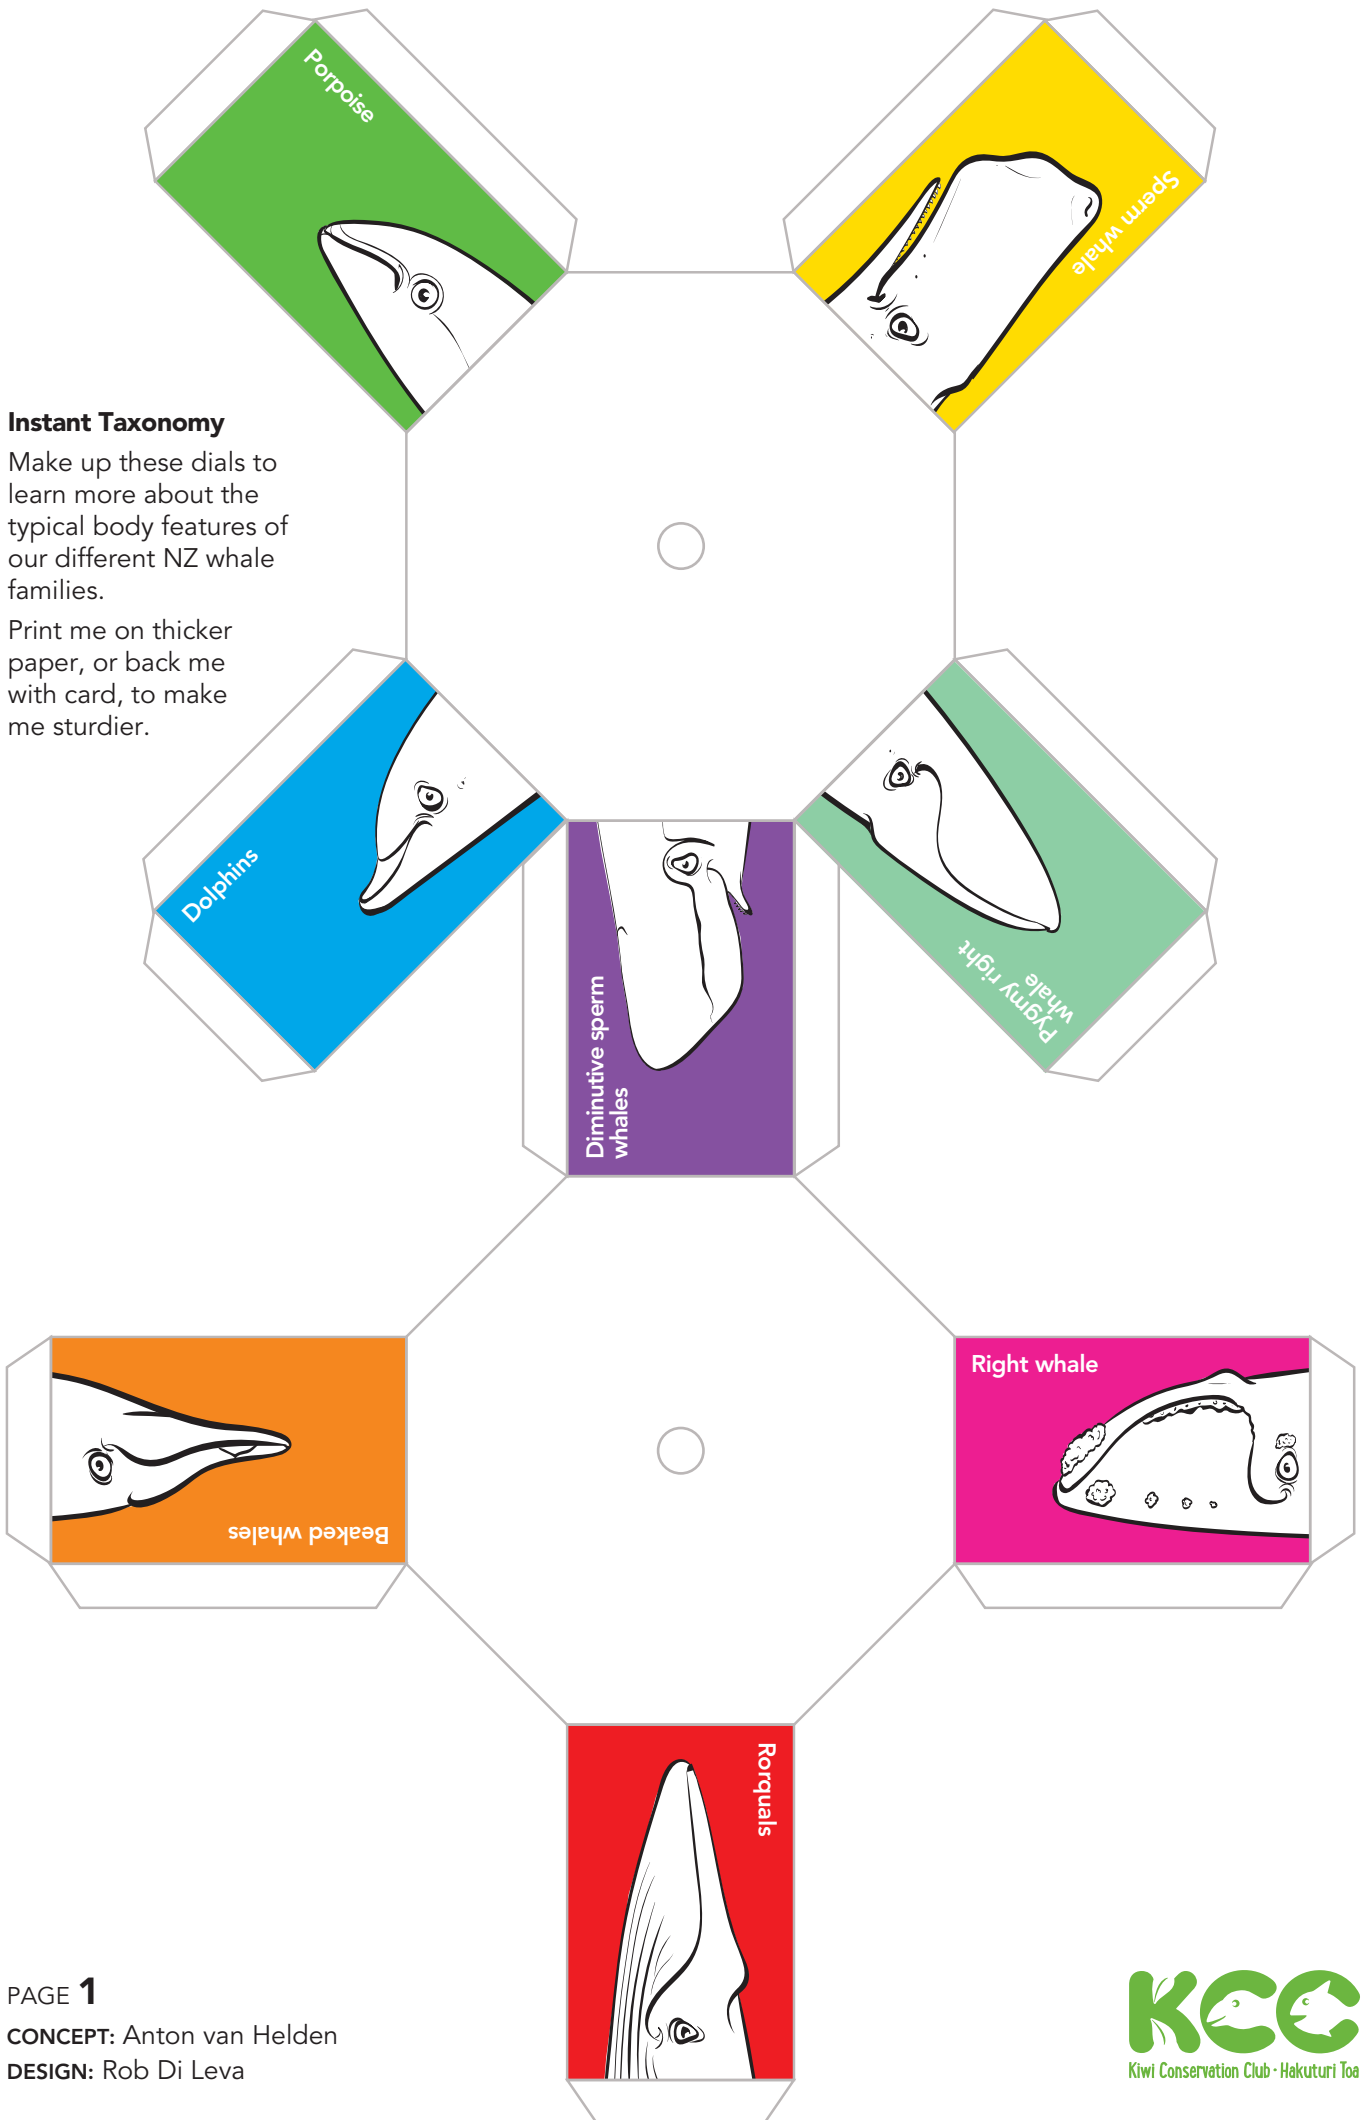 Porpoise
Sperm whale
Instant Taxonomy
Make up these dials to
learn more about the
typical body features of
our different NZ whale
families.
Print me on thicker
paper, or back me
with card, to make
me sturdier.
Dolphins
Diminutive sperm
whales
Pygmy right
whale
Beaked whales
Right whale
Rorquals
PAGE 1
CONCEPT: Anton van Helden
DESIGN: Rob Di Leva
KCC
Kiwi Conservation Club · Hakuturi Toa